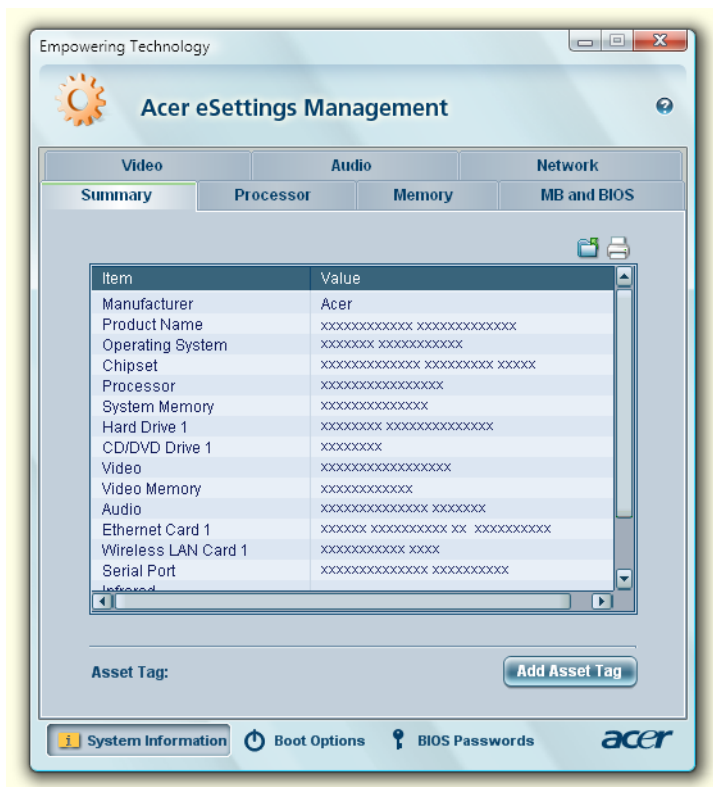 Empowering Technology
Acer eSettings Management
Video Audio Network
Summary Processor Memory MB and BIOS
Item Value
Manufacturer Acer
Product Name xxxxxxxxxxxx xxxxxxxxxxxxx
Operating System xxxxxxx xxxxxxxxxxx
Chipset xxxxxxxxxxxxx xxxxxxxxx xxxxx
Processor xxxxxxxxxxxxxxxx
System Memory xxxxxxxxxxxxxx
Hard Drive 1 xxxxxxxx xxxxxxxxxxxxxx
CD/DVD Drive 1 xxxxxxxx
Video xxxxxxxxxxxxxxxxx
Video Memory xxxxxxxxxxxx
Audio xxxxxxxxxxxxxx xxxxxxx
Ethernet Card 1 xxxxxx xxxxxxxxxx xx xxxxxxxxxx
Wireless LAN Card 1 xxxxxxxxxxx xxxx
Serial Port xxxxxxxxxxxxxx xxxxxxxxxx
Infrared
Asset Tag: Add Asset Tag
System Information Boot Options BIOS Passwords acer